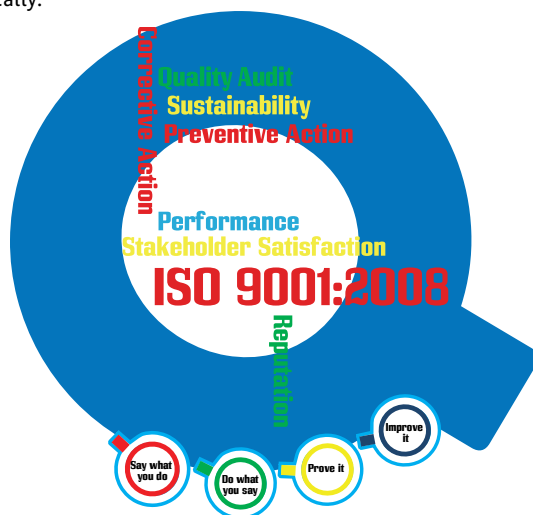 Corrective Action
Quality Audit
Sustainability
Preventive Action
Performance
Stakeholder Satisfaction
ISO 9001:2008
Reputation
Say what
you do
Do what
you say
Prove it
Improve
it